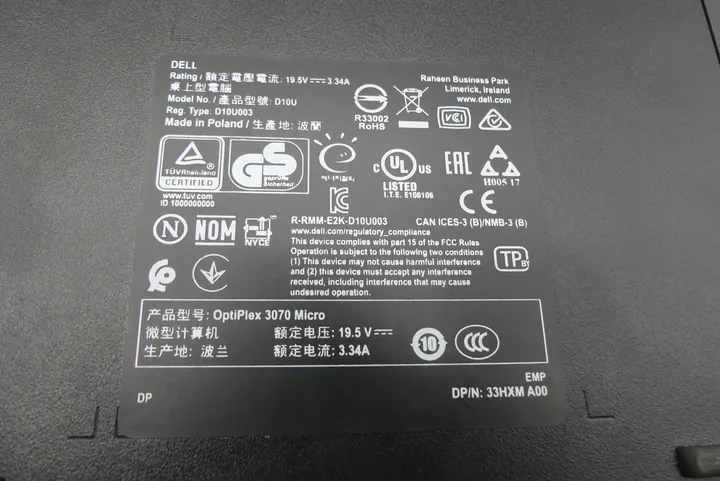 DELL
Rating / 額定電壓電流: 19.5V⎓3.34A
桌上型電腦
Model No. / 產品型號: D10U
Reg. Type: D10U003
Made in Poland / 生產地: 波蘭
R33002
RoHS
Raheen Business Park
Limerick, Ireland
www.dell.com
VCI
TÜVRheinland
CERTIFIED
www.tuv.com
ID 1000000000
GS
geprüfte
Sicherheit
c UL US
LISTED
I.T.E. E108106
EAC
H005 17
CE
R-RMM-E2K-D10U003
CAN ICES-3 (B)/NMB-3 (B)
N
NOM
NYCE
www.dell.com/regulatory_compliance
This device complies with part 15 of the FCC Rules
Operation is subject to the following two conditions
(1) This device may not cause harmful interference
and (2) this device must accept any interference
received, including interference that may cause
undesired operation.
TP
BY
产品型号: OptiPlex 3070 Micro
微型计算机
额定电压: 19.5V⎓
生产地: 波兰
额定电流: 3.34A
10
CCC
DP
EMP
DP/N: 33HXM A00